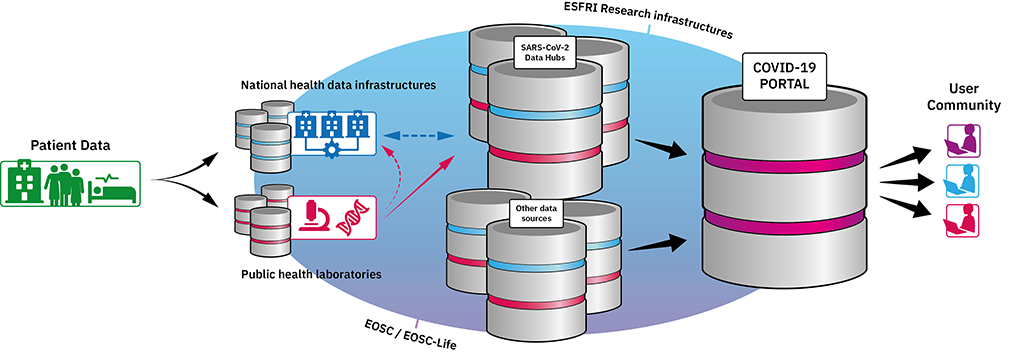 ESFRI Research infrastructures
SARS-CoV-2
Data Hubs
COVID-19
PORTAL
National health data infrastructures
User
Community
Patient Data
Other data
sources
Public health laboratories
EOSC / EOSC-Life